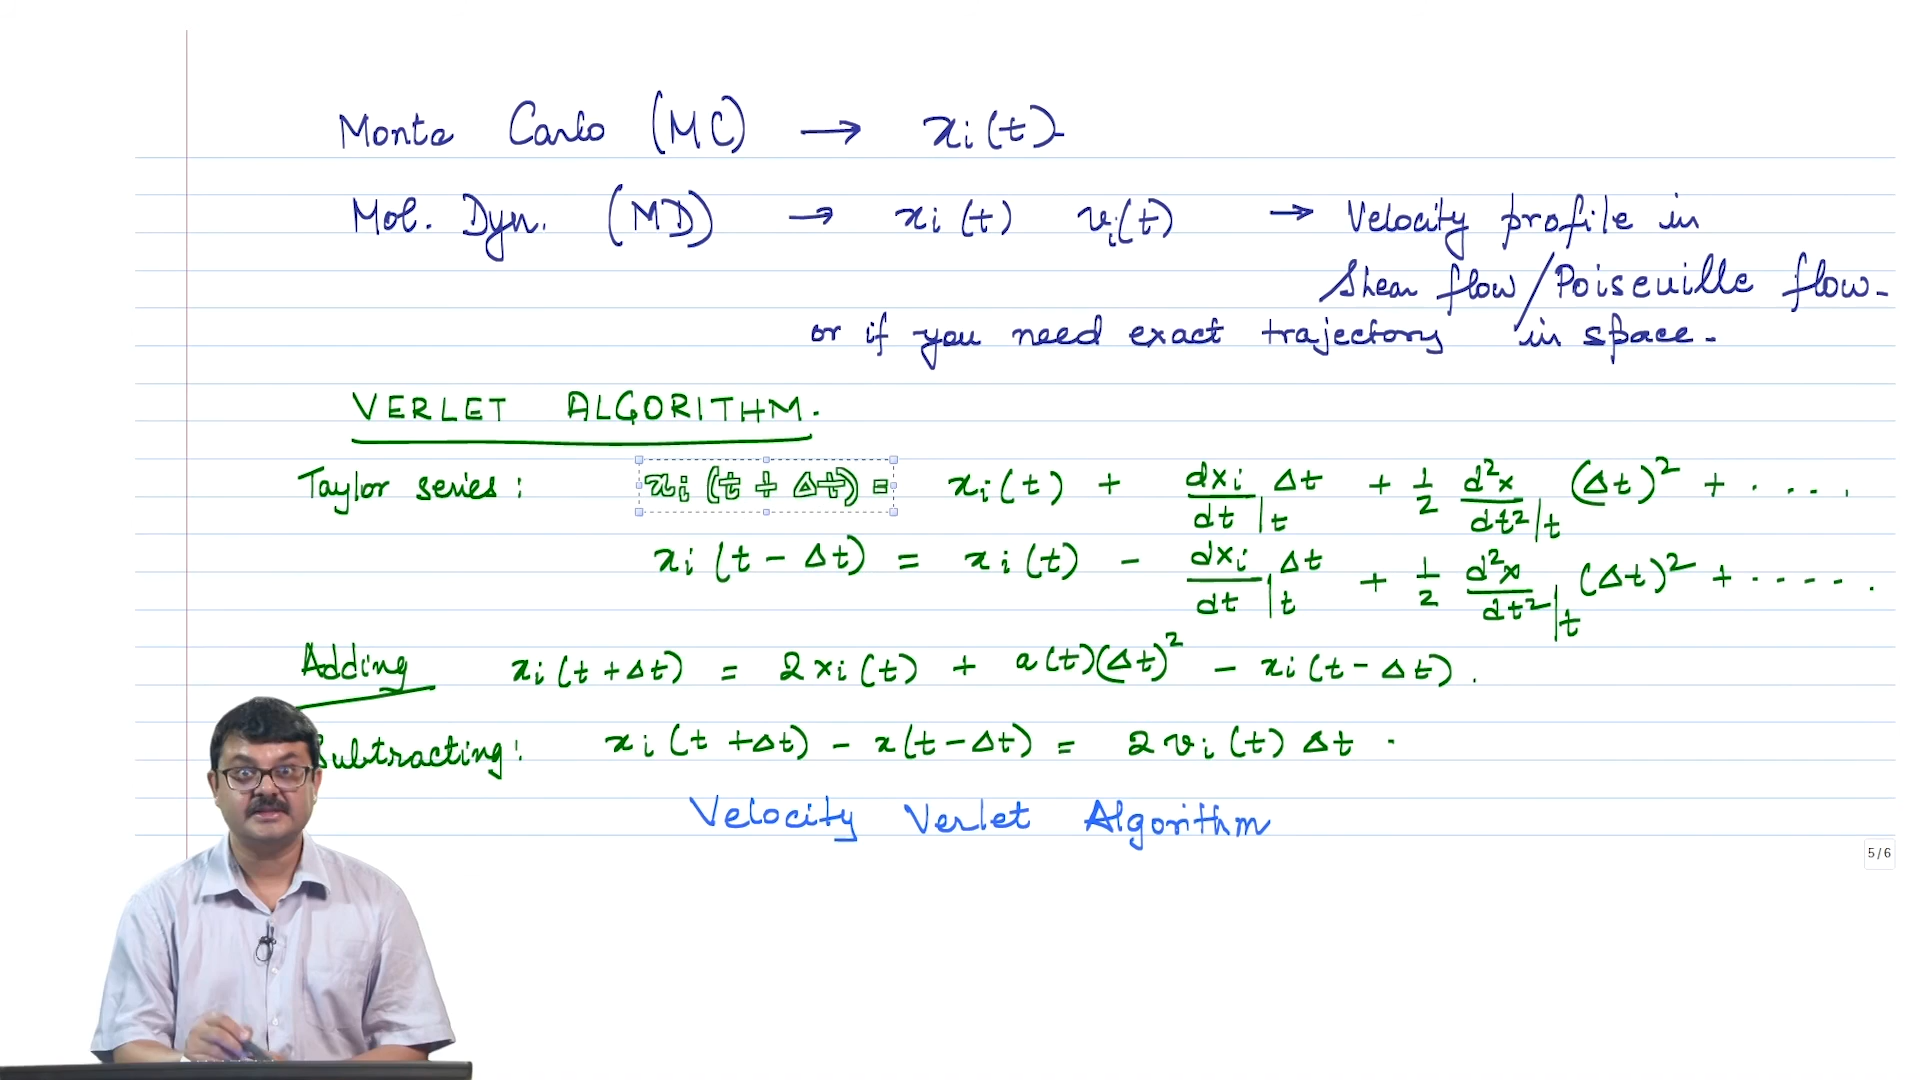 Monte Carlo (MC) → xi(t)
Mol. Dyn. (MD) → xi(t) vi(t) → Velocity profile in
Shear flow/Poiseuille flow.
or if you need exact trajectory in space.
VERLET ALGORITHM.
Taylor series: xi(t + Δt) = xi(t) + dxi/dt|t Δt + 1/2 d²x/dt²|t (Δt)² + ....
xi(t - Δt) = xi(t) - dxi/dt|t Δt + 1/2 d²x/dt²|t (Δt)² + .....
Adding xi(t + Δt) = 2xi(t) + a(t)(Δt)² - xi(t - Δt).
Subtracting: xi(t + Δt) - x(t - Δt) = 2vi(t) Δt.
Velocity Verlet Algorithm
5/6